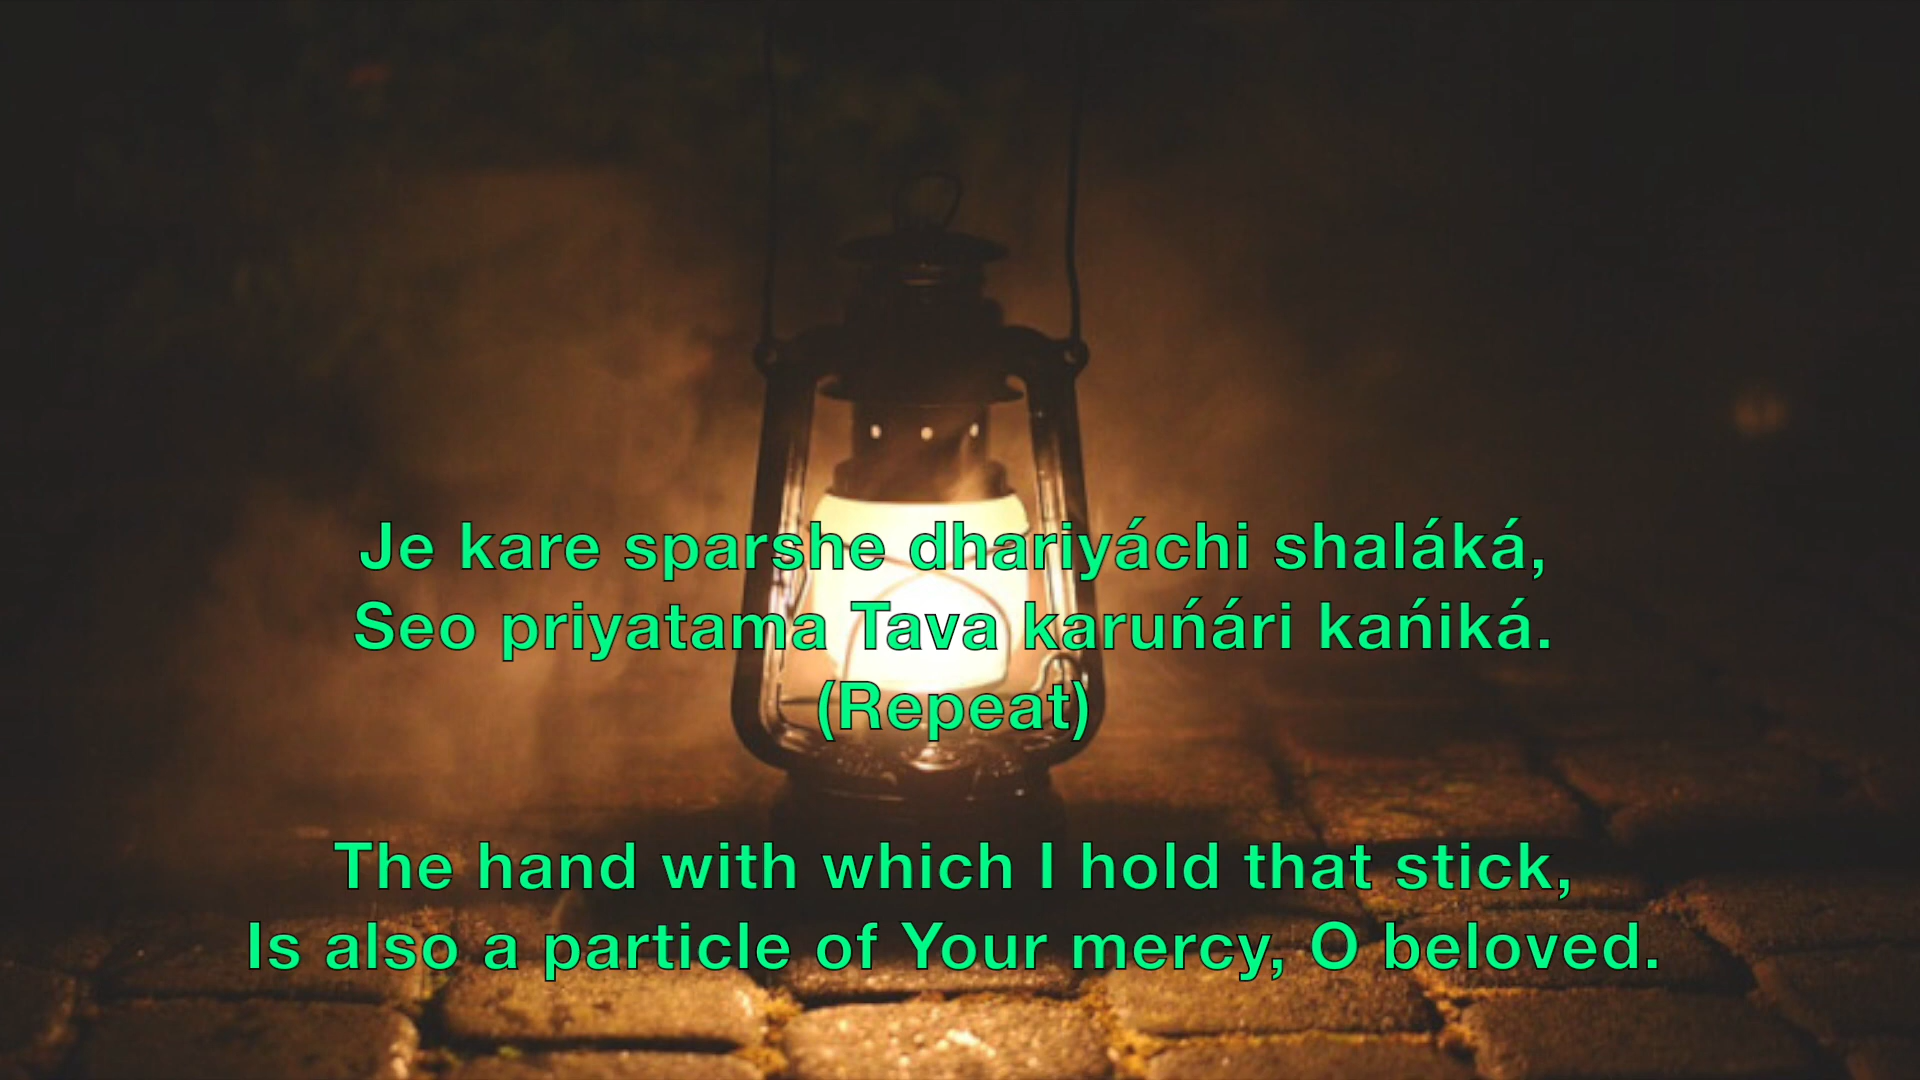 Je kare sparshe dhariyáchi shaláká,
Seo priyatama Tava karuńári kańiká.
(Repeat)
The hand with which I hold that stick,
Is also a particle of Your mercy, O beloved.